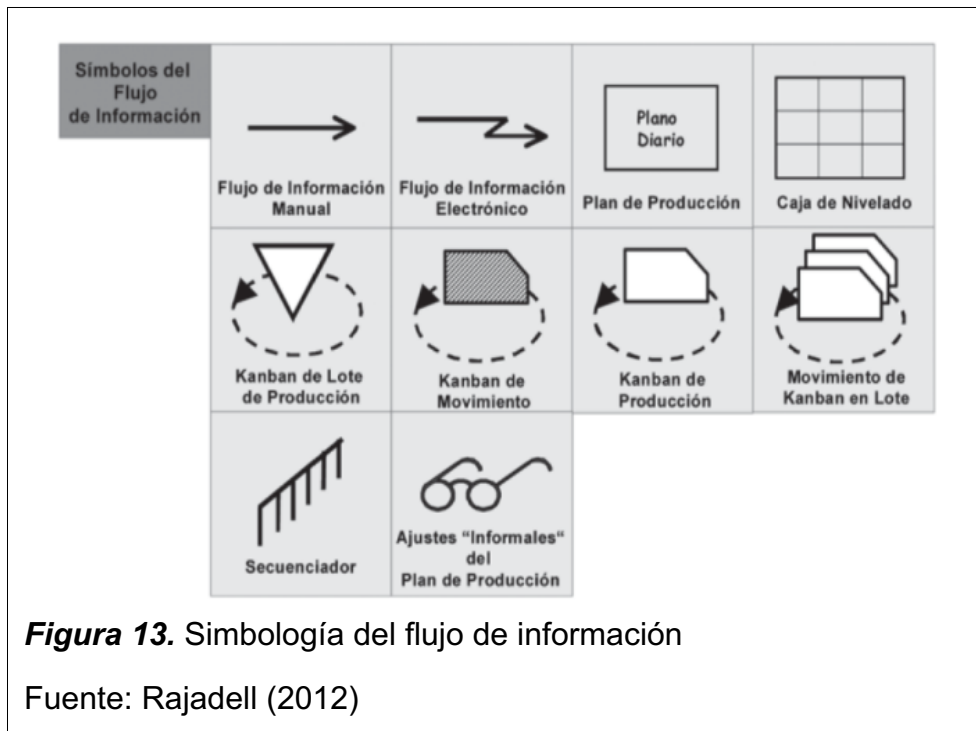 Símbolos del
Flujo
de Información
Flujo de Información
Manual
Flujo de Información
Electrónico
Plano
Diario
Plan de Producción
Caja de Nivelado
Kanban de Lote
de Producción
Kanban de
Movimiento
Kanban de
Producción
Movimiento de
Kanban en Lote
Secuenciador
Ajustes “Informales“
del
Plan de Producción
Figura 13. Simbología del flujo de información
Fuente: Rajadell (2012)